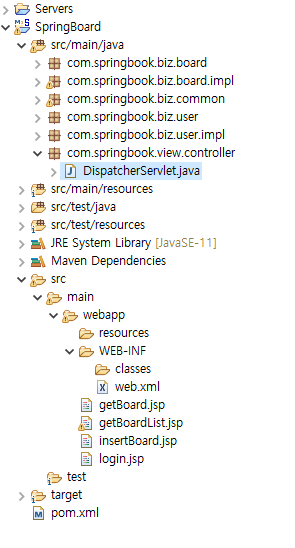 Servers
SpringBoard
src/main/java
com.springbook.biz.board
com.springbook.biz.board.impl
com.springbook.biz.common
com.springbook.biz.user
com.springbook.biz.user.impl
com.springbook.view.controller
DispatcherServlet.java
src/main/resources
src/test/java
src/test/resources
JRE System Library [JavaSE-11]
Maven Dependencies
src
main
webapp
resources
WEB-INF
classes
web.xml
getBoard.jsp
getBoardList.jsp
insertBoard.jsp
login.jsp
test
target
pom.xml